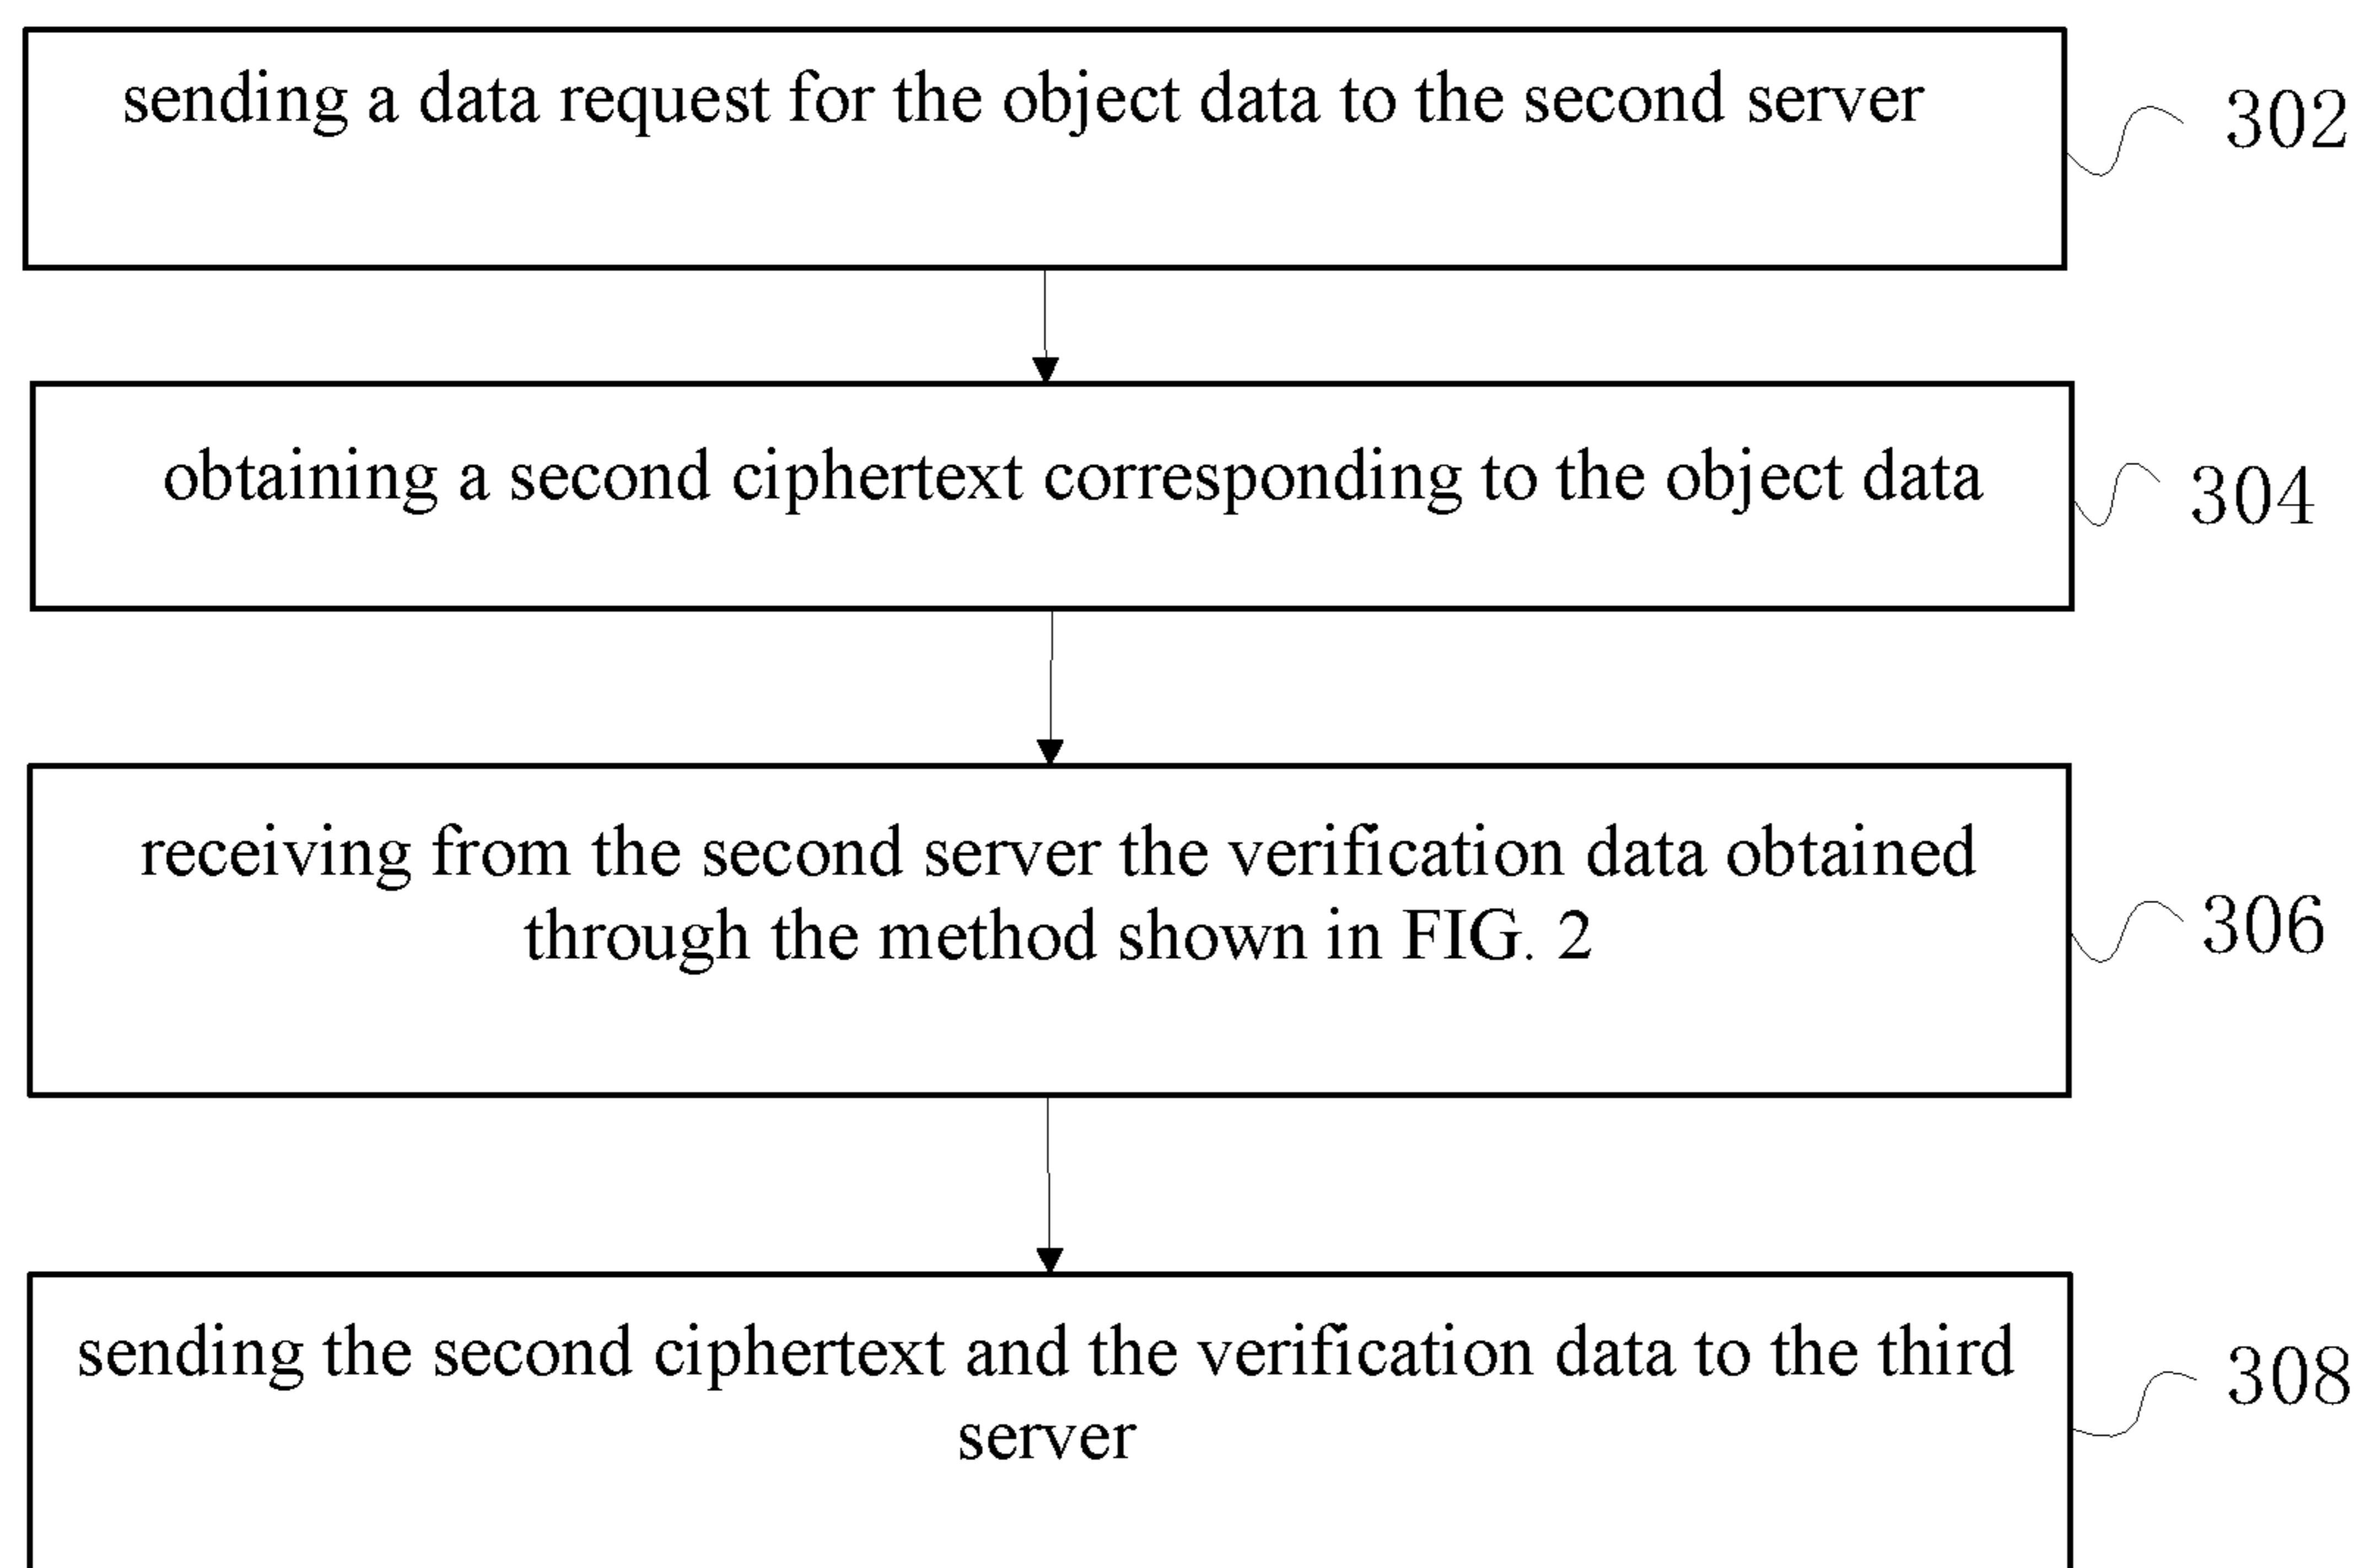 sending a data request for the object data to the second server
302
obtaining a second ciphertext corresponding to the object data
304
receiving from the second server the verification data obtained
through the method shown in FIG. 2
306
sending the second ciphertext and the verification data to the third
server
308